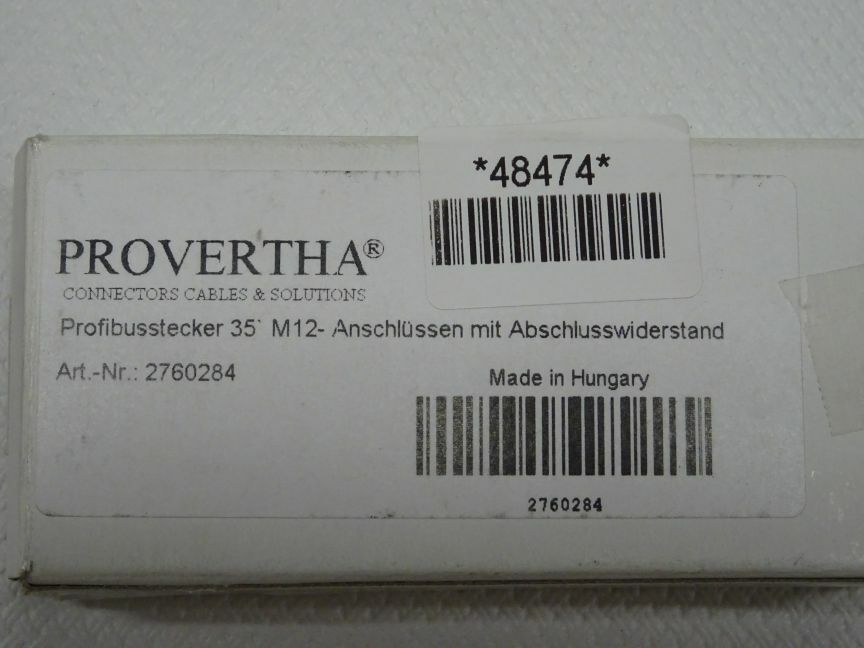 *48474*
PROVERTHA®
CONNECTORS CABLES & SOLUTIONS
Profibusstecker 35` M12- Anschlüssen mit Abschlusswiderstand
Art.-Nr.: 2760284
Made in Hungary
2760284